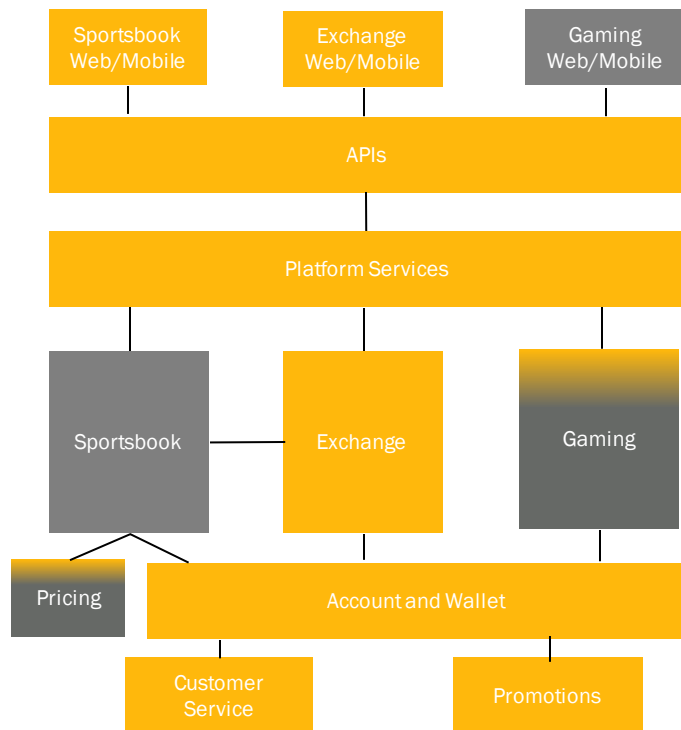 Sportsbook
Web/Mobile
Exchange
Web/Mobile
Gaming
Web/Mobile
APIs
Platform Services
Sportsbook
Exchange
Gaming
Pricing
Account and Wallet
Customer
Service
Promotions